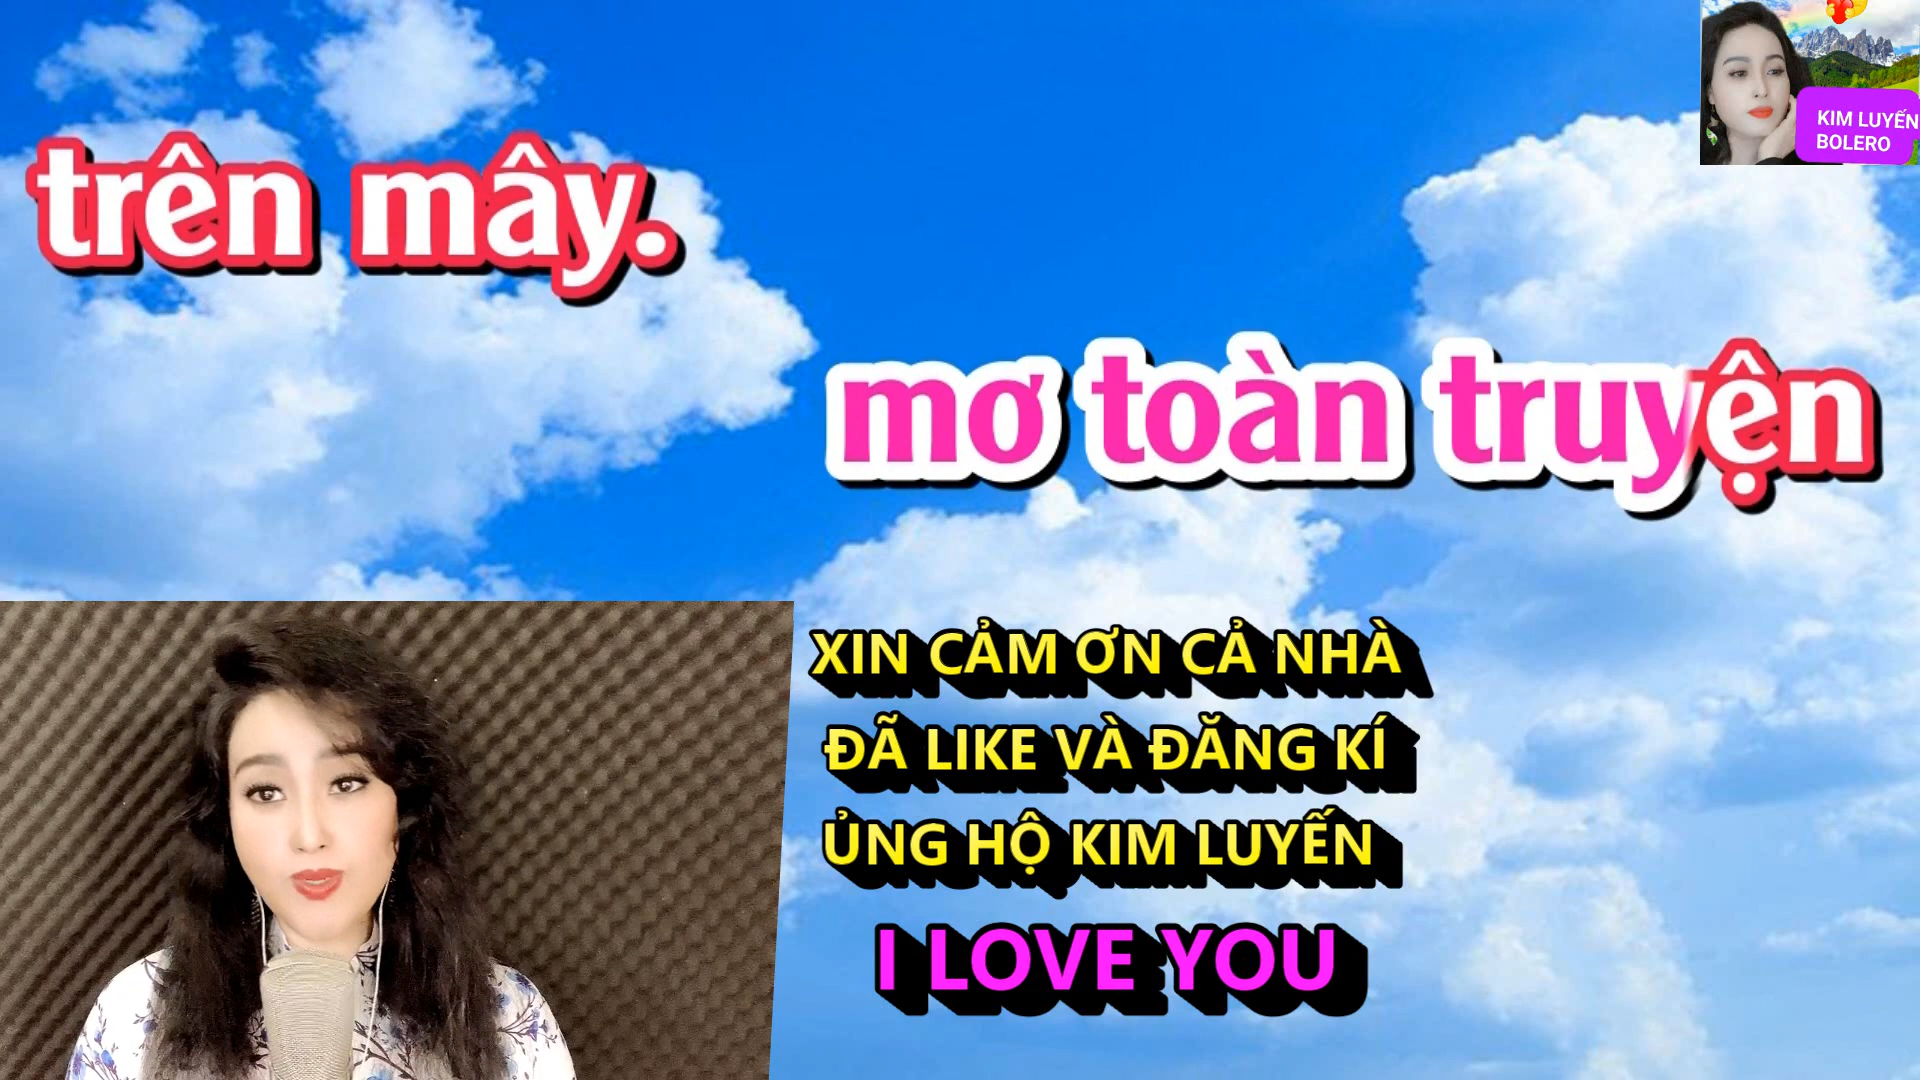 KIM LUYẾN
BOLERO
trên mây.
mơ toàn truyện
XIN CẢM ƠN CẢ NHÀ
ĐÃ LIKE VÀ ĐĂNG KÍ
ỦNG HỘ KIM LUYẾN
I LOVE YOU